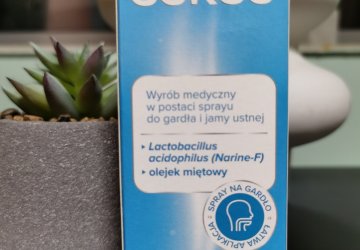 Wyrób medyczny
w postaci sprayu
do gardła i jamy ustnej
▸ Lactobacillus
acidophilus (Narine-F)
▸ olejek miętowy
SPRAY NA GARDŁO
ŁATWA APLIKACJA